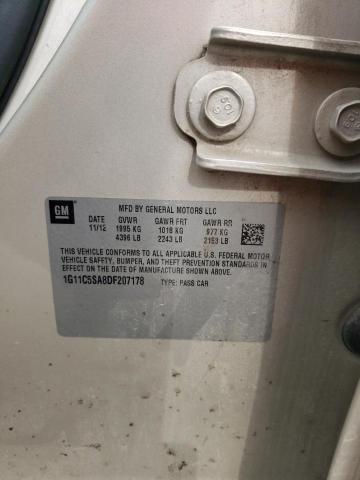 GM
MFD BY GENERAL MOTORS LLC
DATE GVWR GAWR FRT GAWR RR
11/12 1995 KG 1018 KG 977 KG
4396 LB 2243 LB 2153 LB
THIS VEHICLE CONFORMS TO ALL APPLICABLE U.S. FEDERAL MOTOR
VEHICLE SAFETY, BUMPER, AND THEFT PREVENTION STANDARDS
IN EFFECT ON THE DATE OF MANUFACTURE SHOWN ABOVE.
1G11C5SA8DF207178 TYPE: PASS CAR